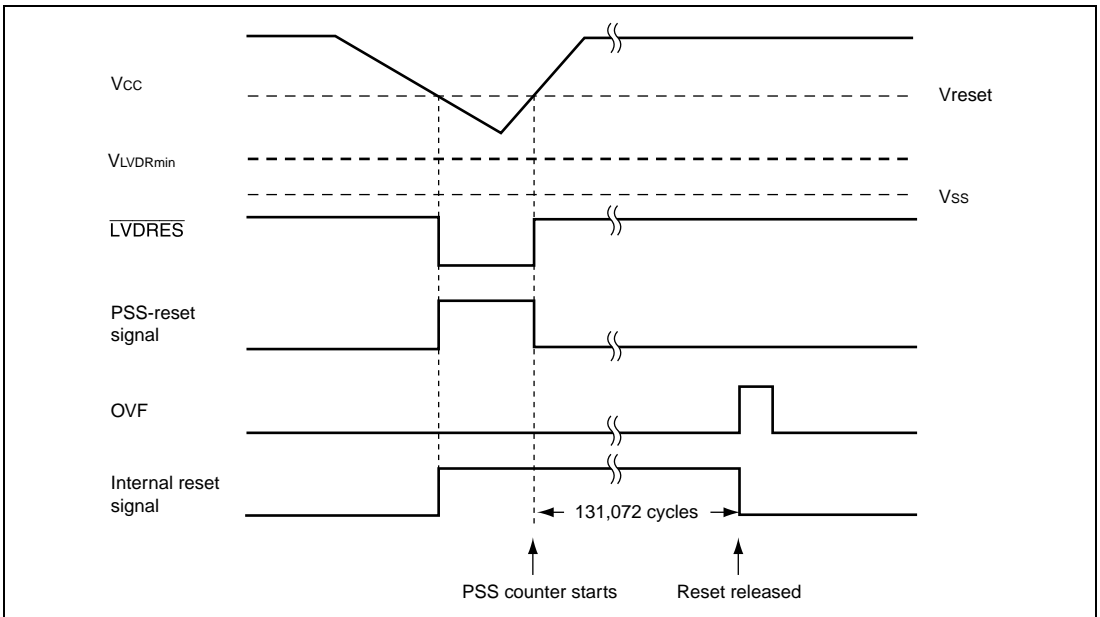 Vcc
Vreset
VLVDRmin
Vss
LVDRES
PSS-reset
signal
OVF
Internal reset
signal
131,072 cycles
PSS counter starts
Reset released